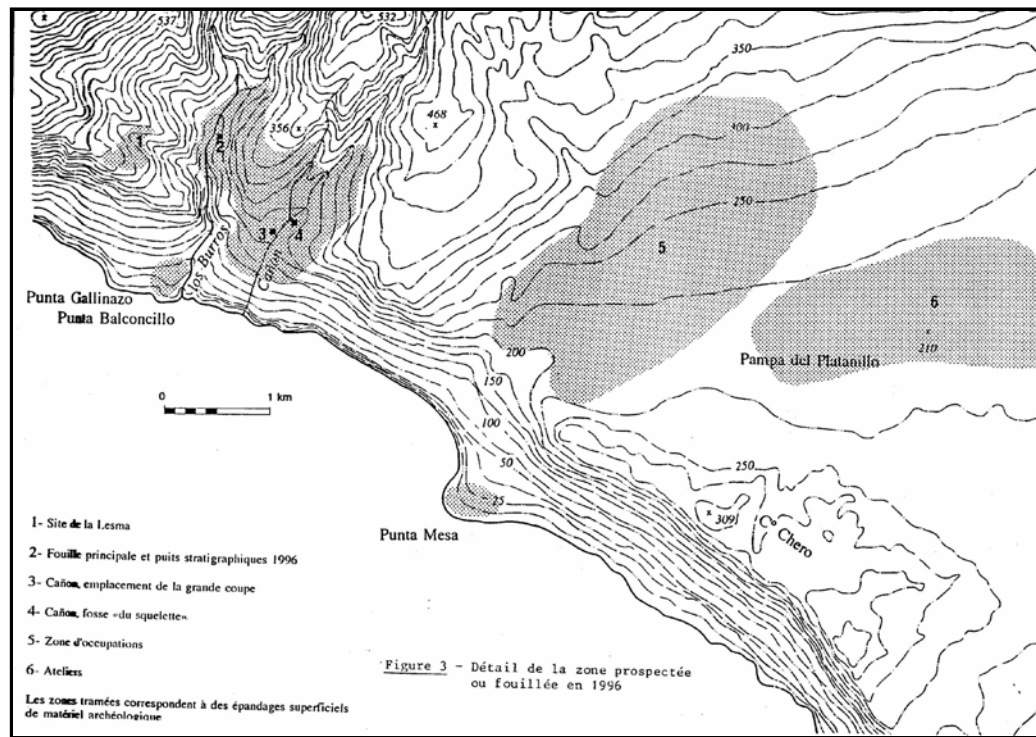 537
532
350
468
356
300
250
1
2
3
4
5
6
Los Burros
Cañon
Punta Gallinazo
Punta Balconcillo
200
210
Pampa del Platanillo
150
0 1 km
100
50
250
25
309
Punta Mesa
C° Chero
1- Site de la Lesma
2- Fouille principale et puits stratigraphiques 1996
3- Cañon, emplacement de la grande coupe
4- Cañon, fosse «du squelette».
5- Zone d'occupations
6- Ateliers
Les zones tramées correspondent à des épandages superficiels
de matériel archéologique
Figure 3 - Détail de la zone prospectée
ou fouillée en 1996